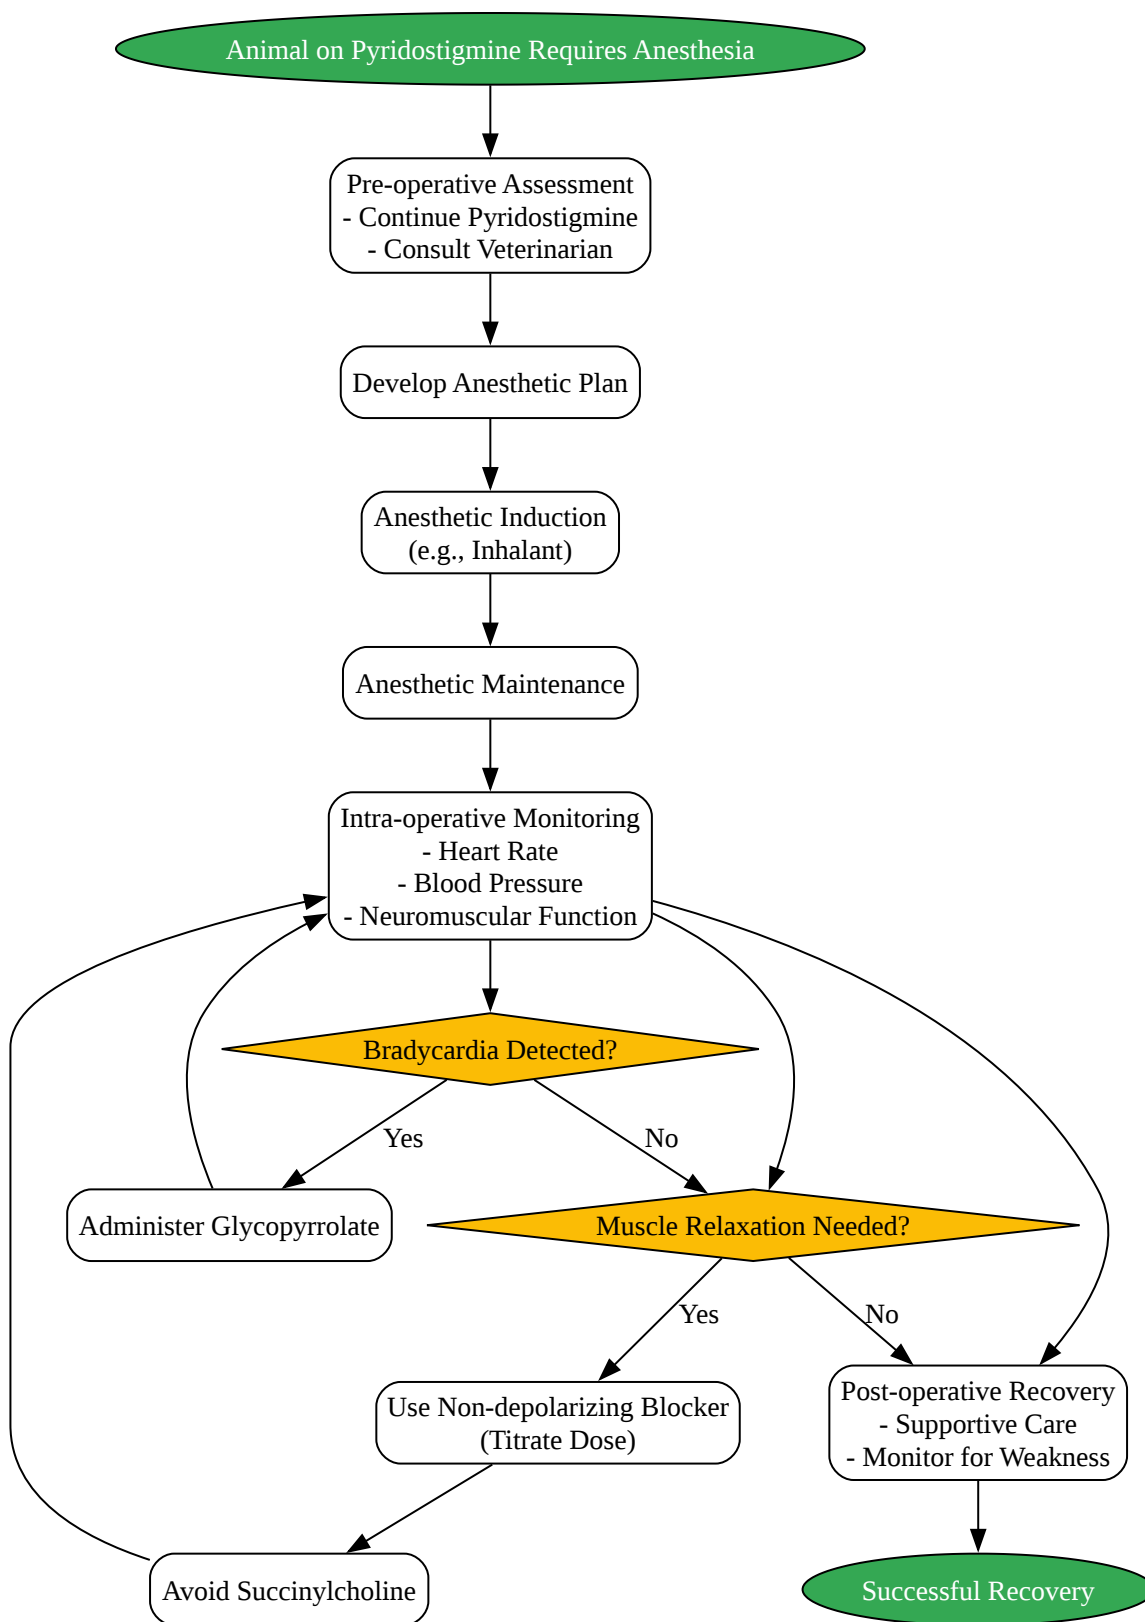 Animal on Pyridostigmine Requires Anesthesia
Pre-operative Assessment
- Continue Pyridostigmine
- Consult Veterinarian
Develop Anesthetic Plan
Anesthetic Induction
(e.g., Inhalant)
Anesthetic Maintenance
Intra-operative Monitoring
- Heart Rate
- Blood Pressure
- Neuromuscular Function
Bradycardia Detected?
Yes
No
Administer Glycopyrrolate
Muscle Relaxation Needed?
Yes
No
Use Non-depolarizing Blocker
(Titrate Dose)
Post-operative Recovery
- Supportive Care
- Monitor for Weakness
Avoid Succinylcholine
Successful Recovery